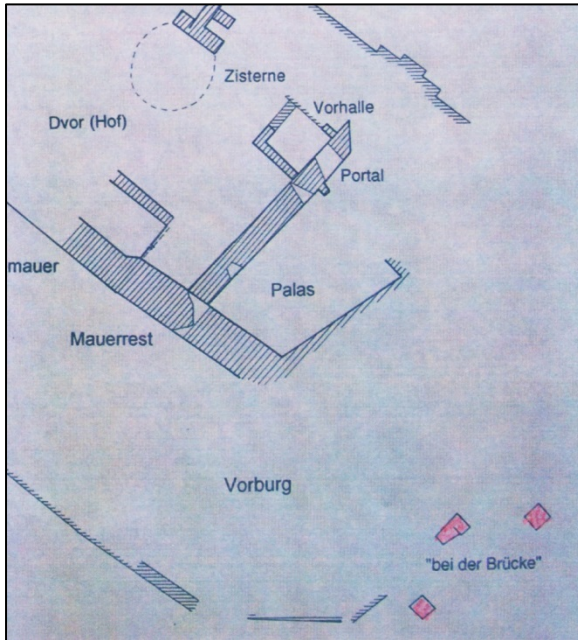 Zisterne
Vorhalle
Dvor (Hof)
Portal
mauer
Palas
Mauerrest
Vorburg
"bei der Brücke"